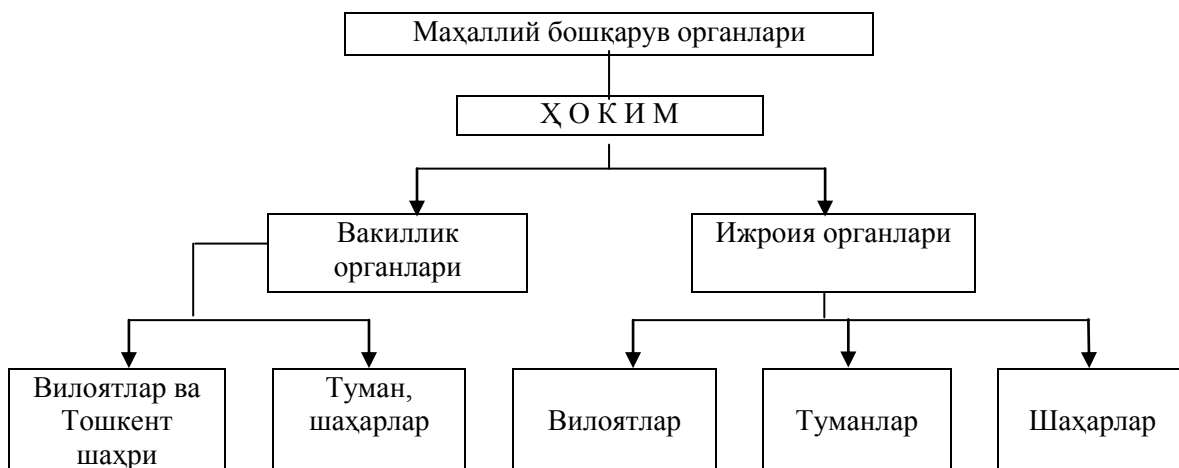 Маҳаллий бошқарув органлари
Ҳ О К И М
Вакиллик
органлари
Ижроия органлари
Вилоятлар ва
Тошкент
шаҳри
Туман,
шаҳарлар
Вилоятлар
Туманлар
Шаҳарлар